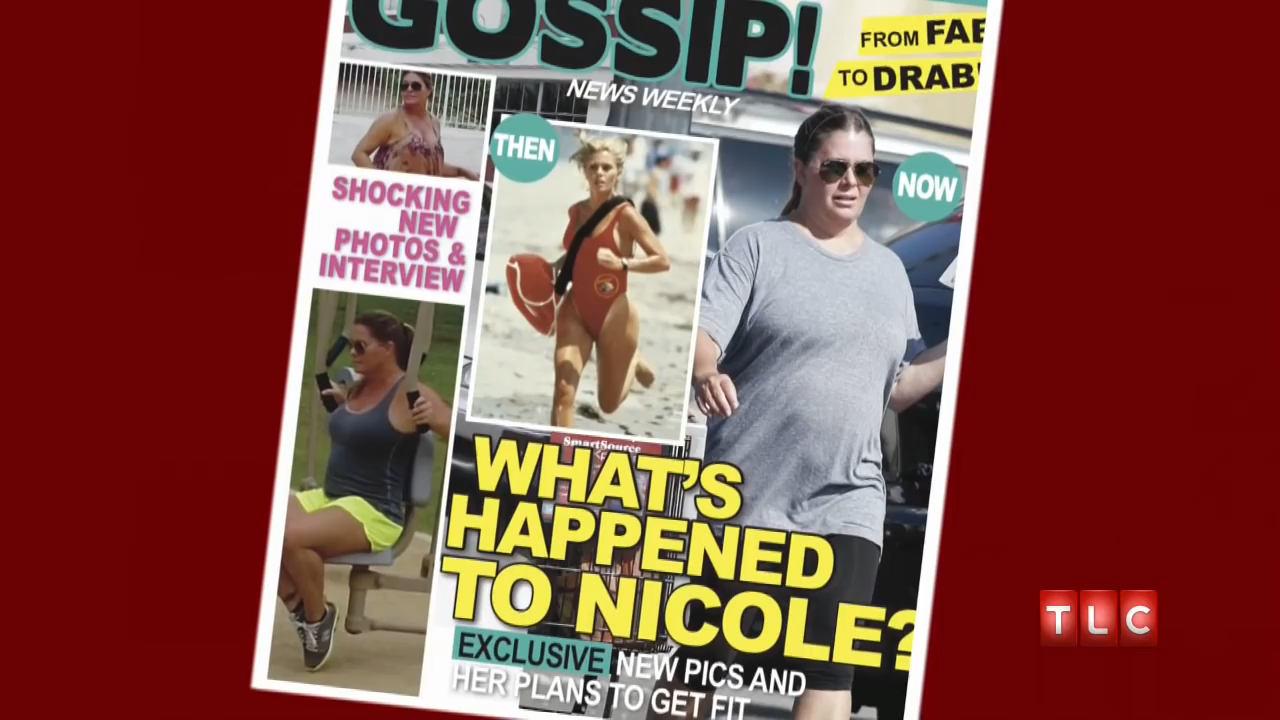 GOSSIP!
NEWS WEEKLY
FROM FAB
TO DRAB!
THEN
NOW
SHOCKING
NEW
PHOTOS &
INTERVIEW
SmartSource
WHAT'S
HAPPENED
TO NICOLE?
EXCLUSIVE NEW PICS AND
HER PLANS TO GET FIT
TLC